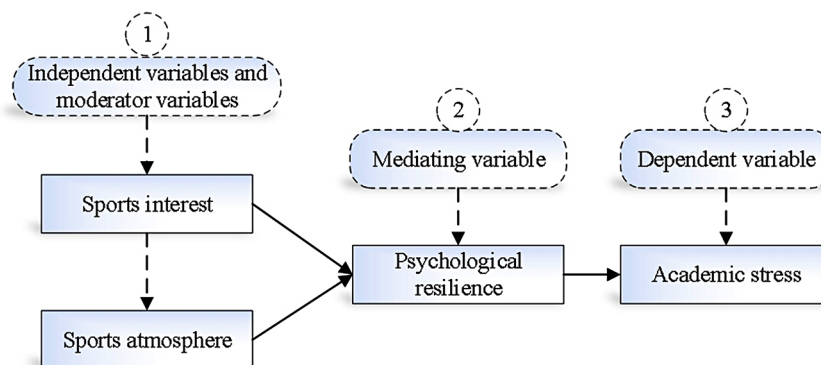 1
Independent variables and
moderator variables
2
3
Mediating variable
Dependent variable
Sports interest
Psychological
resilience
Academic stress
Sports atmosphere